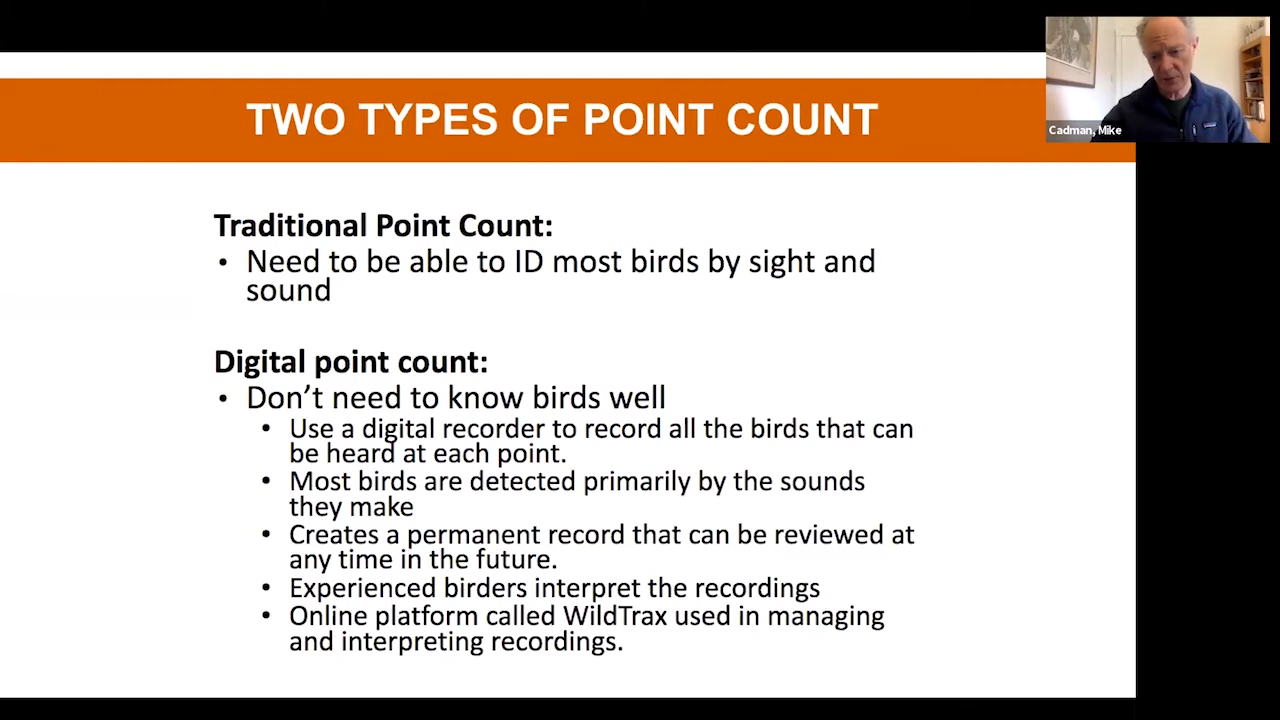 TWO TYPES OF POINT COUNT
Cadman, Mike
Traditional Point Count:
• Need to be able to ID most birds by sight and
sound
Digital point count:
• Don't need to know birds well
• Use a digital recorder to record all the birds that can
be heard at each point.
• Most birds are detected primarily by the sounds
they make
• Creates a permanent record that can be reviewed at
any time in the future.
• Experienced birders interpret the recordings
• Online platform called WildTrax used in managing
and interpreting recordings.